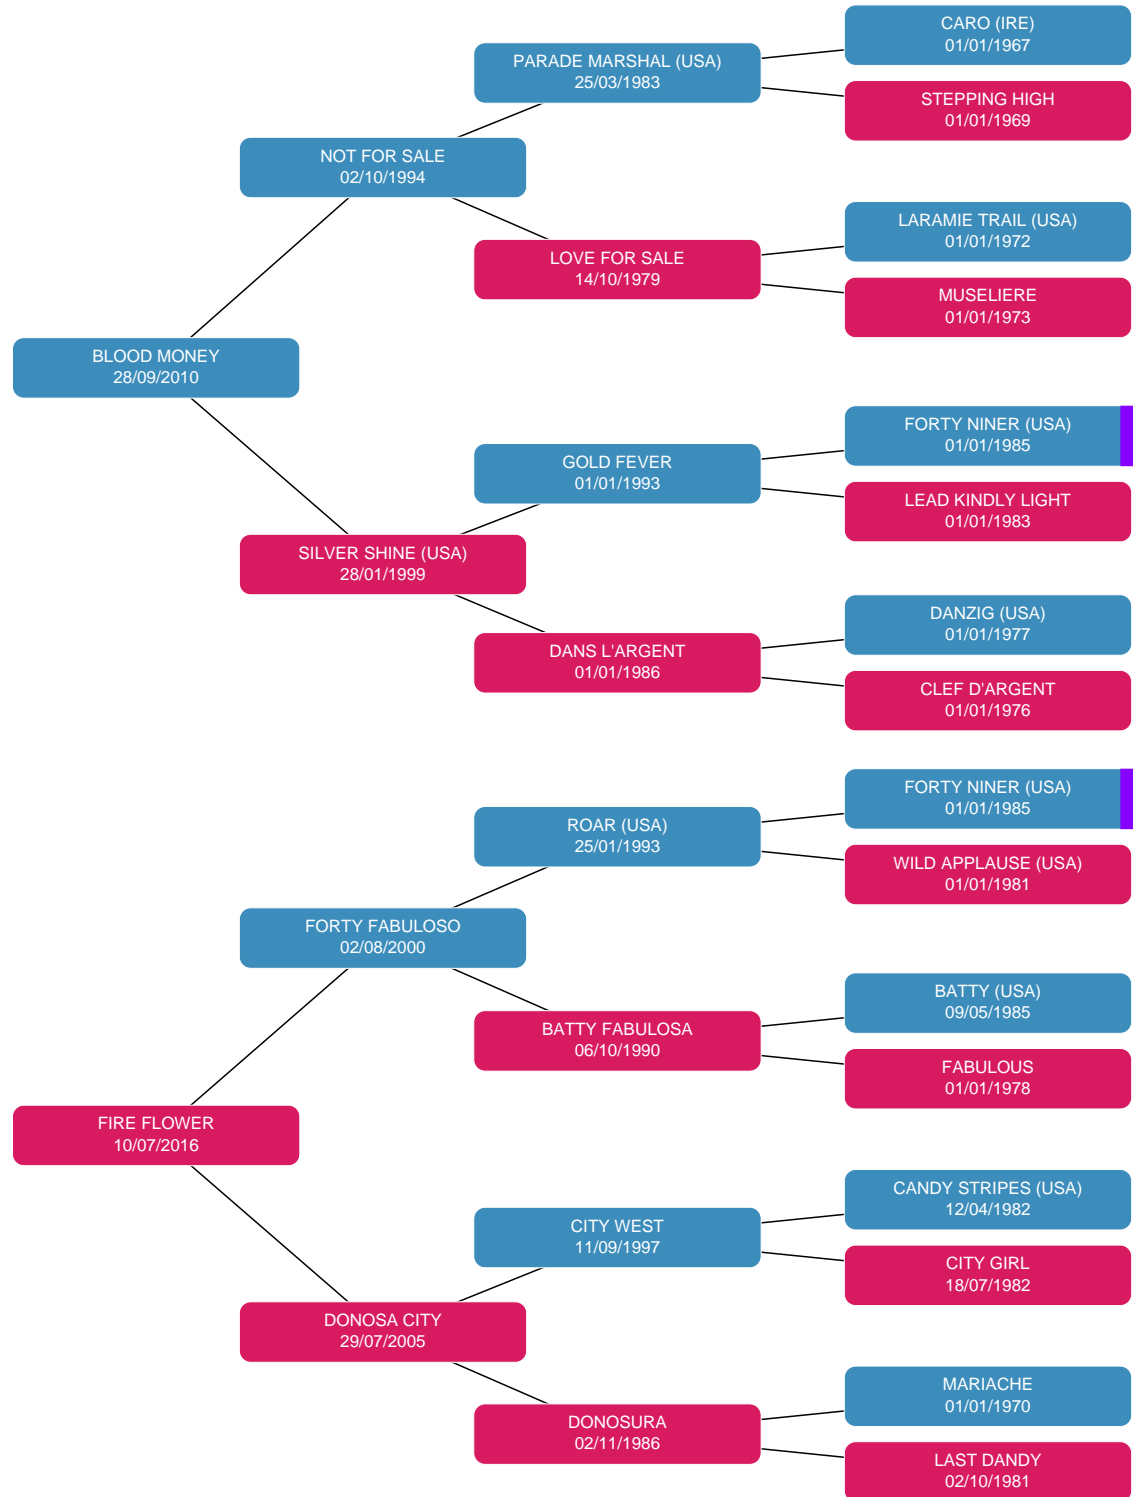 CARO (IRE)
01/01/1967
PARADE MARSHAL (USA)
25/03/1983
STEPPING HIGH
01/01/1969
NOT FOR SALE
02/10/1994
LARAMIE TRAIL (USA)
01/01/1972
LOVE FOR SALE
14/10/1979
MUSELIERE
01/01/1973
BLOOD MONEY
28/09/2010
FORTY NINER (USA)
01/01/1985
GOLD FEVER
01/01/1993
LEAD KINDLY LIGHT
01/01/1983
SILVER SHINE (USA)
28/01/1999
DANZIG (USA)
01/01/1977
DANS L'ARGENT
01/01/1986
CLEF D'ARGENT
01/01/1976
FORTY NINER (USA)
01/01/1985
ROAR (USA)
25/01/1993
WILD APPLAUSE (USA)
01/01/1981
FORTY FABULOSO
02/08/2000
BATTY (USA)
09/05/1985
BATTY FABULOSA
06/10/1990
FABULOUS
01/01/1978
FIRE FLOWER
10/07/2016
CANDY STRIPES (USA)
12/04/1982
CITY WEST
11/09/1997
CITY GIRL
18/07/1982
DONOSA CITY
29/07/2005
MARIACHE
01/01/1970
DONOSURA
02/11/1986
LAST DANDY
02/10/1981